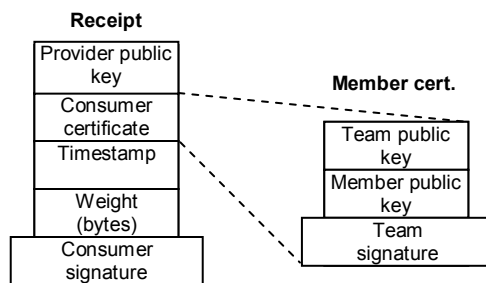 Receipt
Provider public
key
Consumer
certificate
Timestamp
Weight
(bytes)
Consumer
signature
Member cert.
Team public
key
Member public
key
Team
signature